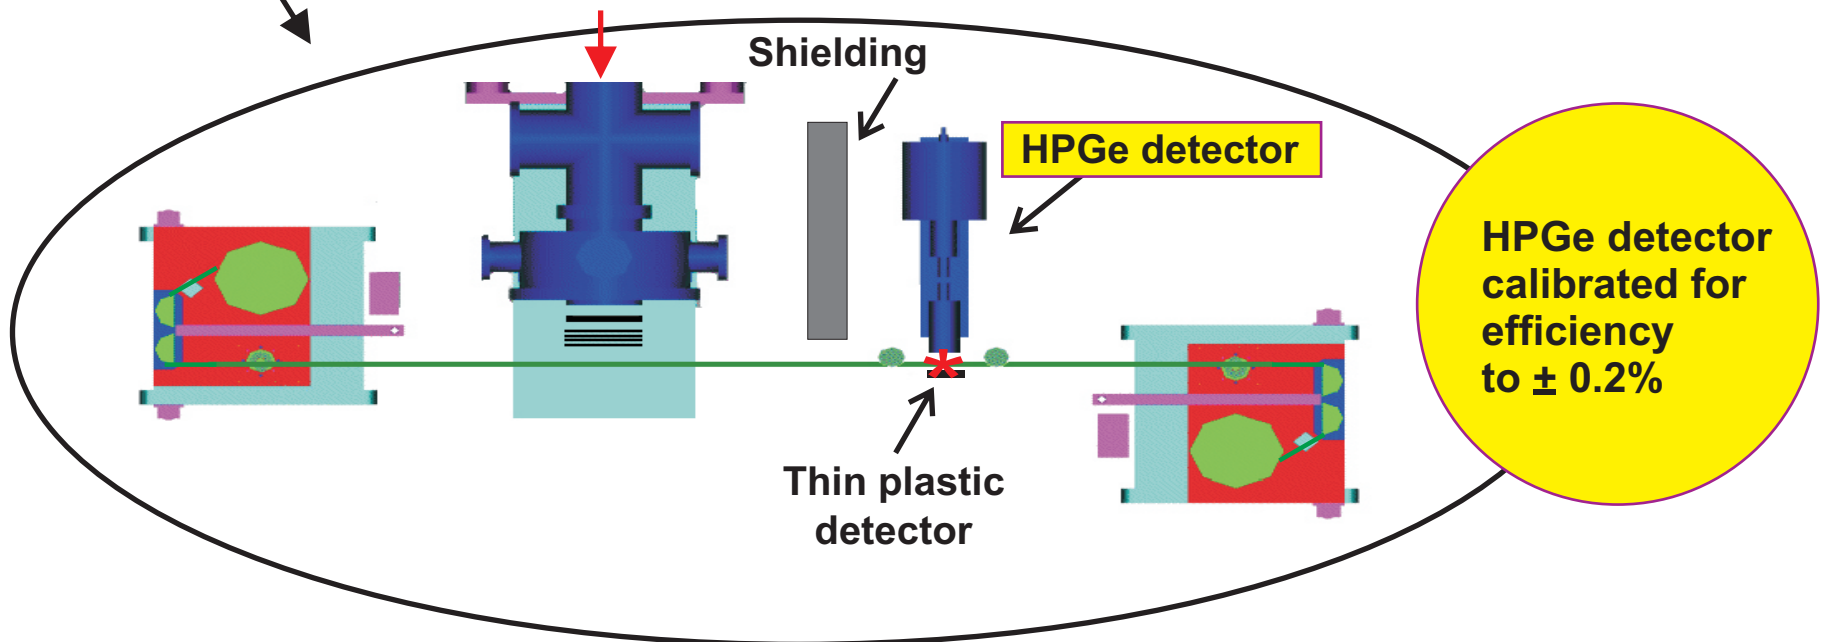 Shielding
HPGe detector
HPGe detector
calibrated for
efficiency
to ± 0.2%
Thin plastic
detector